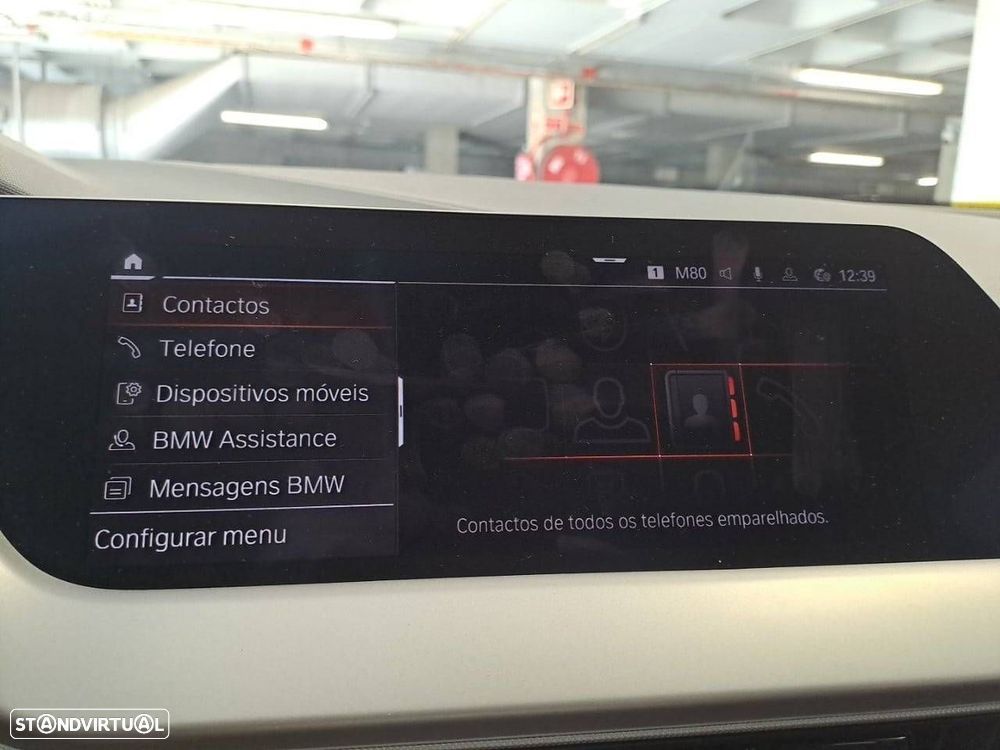 1 M80 12:39
Contactos
Telefone
Dispositivos móveis
BMW Assistance
Mensagens BMW
Configurar menu
Contactos de todos os telefones emparelhados.
STANDVIRTUAL